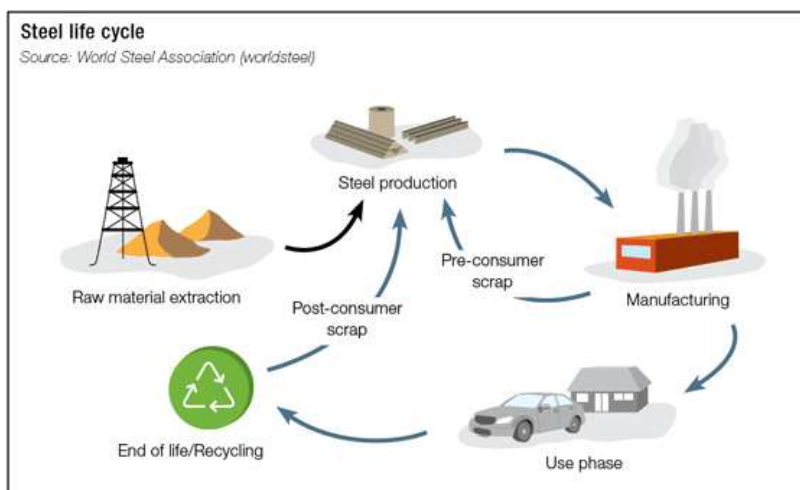 Steel life cycle
Source: World Steel Association (worldsteel)
Steel production
Raw material extraction
Pre-consumer
scrap
Manufacturing
Post-consumer
scrap
End of life/Recycling
Use phase